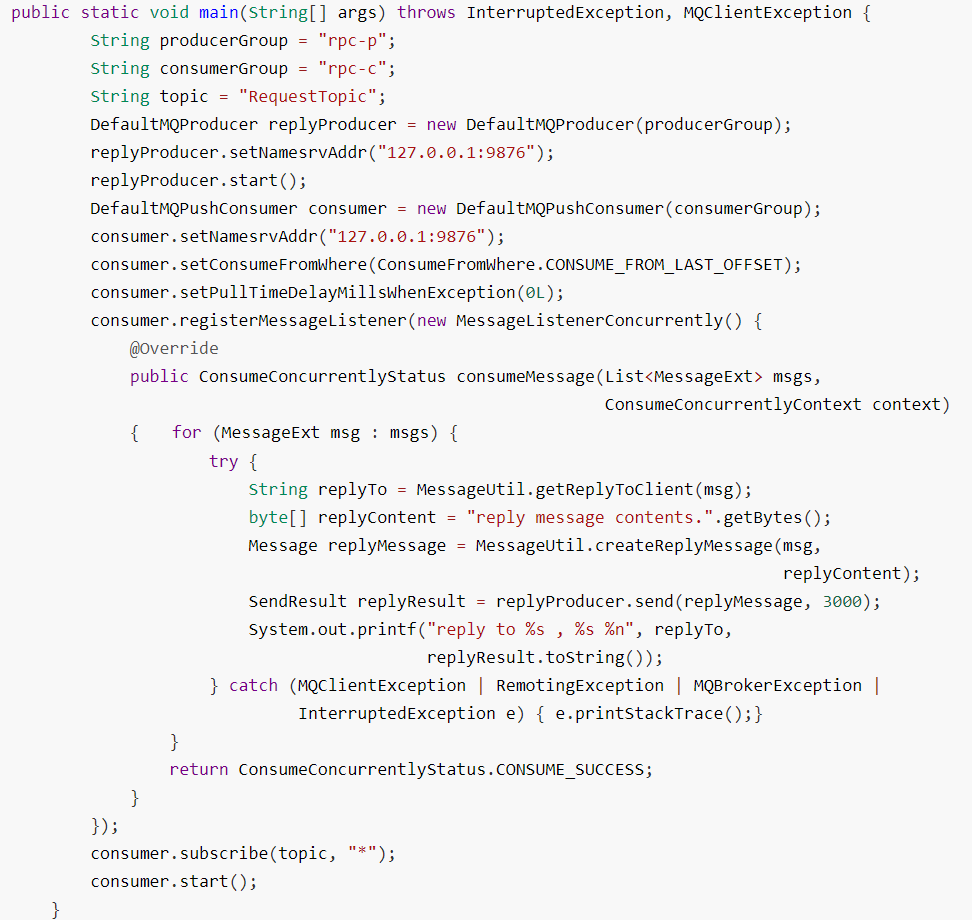 public static void main(String[] args) throws InterruptedException, MQClientException {
        String producerGroup = "rpc-p";
        String consumerGroup = "rpc-c";
        String topic = "RequestTopic";
        DefaultMQProducer replyProducer = new DefaultMQProducer(producerGroup);
        replyProducer.setNamesrvAddr("127.0.0.1:9876");
        replyProducer.start();
        DefaultMQPushConsumer consumer = new DefaultMQPushConsumer(consumerGroup);
        consumer.setNamesrvAddr("127.0.0.1:9876");
        consumer.setConsumeFromWhere(ConsumeFromWhere.CONSUME_FROM_LAST_OFFSET);
        consumer.setPullTimeDelayMillsWhenException(0L);
        consumer.registerMessageListener(new MessageListenerConcurrently() {
            @Override
            public ConsumeConcurrentlyStatus consumeMessage(List<MessageExt> msgs,
                                                            ConsumeConcurrentlyContext context)
            {   for (MessageExt msg : msgs) {
                    try {
                        String replyTo = MessageUtil.getReplyToClient(msg);
                        byte[] replyContent = "reply message contents.".getBytes();
                        Message replyMessage = MessageUtil.createReplyMessage(msg,
                                                                              replyContent);
                        SendResult replyResult = replyProducer.send(replyMessage, 3000);
                        System.out.printf("reply to %s , %s %n", replyTo,
                                          replyResult.toString());
                    } catch (MQClientException | RemotingException | MQBrokerException |
                             InterruptedException e) { e.printStackTrace();}
                }
                return ConsumeConcurrentlyStatus.CONSUME_SUCCESS;
            }
        });
        consumer.subscribe(topic, "*");
        consumer.start();
    }